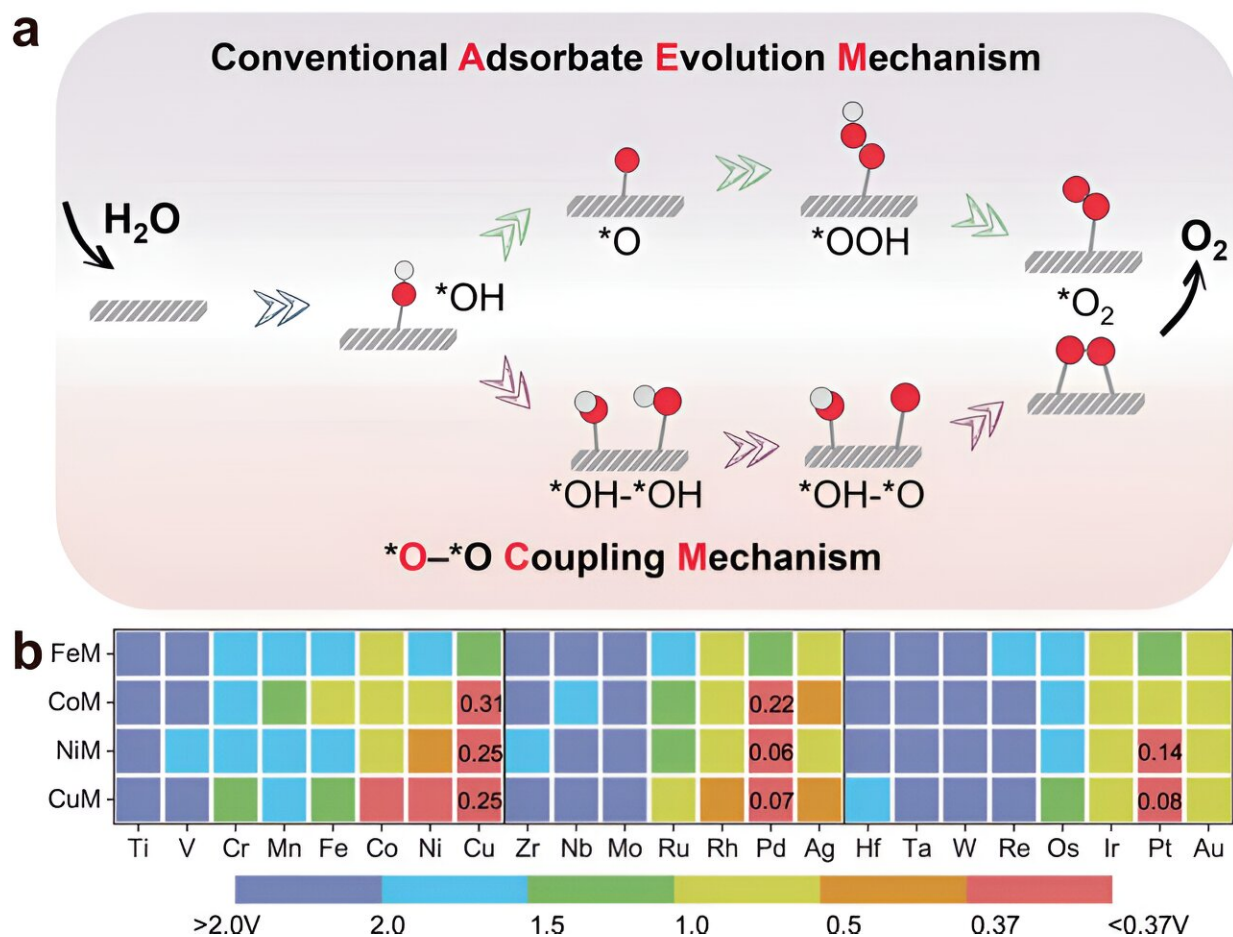 a
Conventional Adsorbate Evolution Mechanism
H₂O
*OH
*O
*OOH
*O₂
O₂
*OH-*OH
*OH-*O
*O–*O Coupling Mechanism
b
FeM
CoM 0.31 0.22
NiM 0.25 0.06 0.14
CuM 0.25 0.07 0.08
Ti V Cr Mn Fe Co Ni Cu Zr Nb Mo Ru Rh Pd Ag Hf Ta W Re Os Ir Pt Au
>2.0V 2.0 1.5 1.0 0.5 0.37 <0.37V